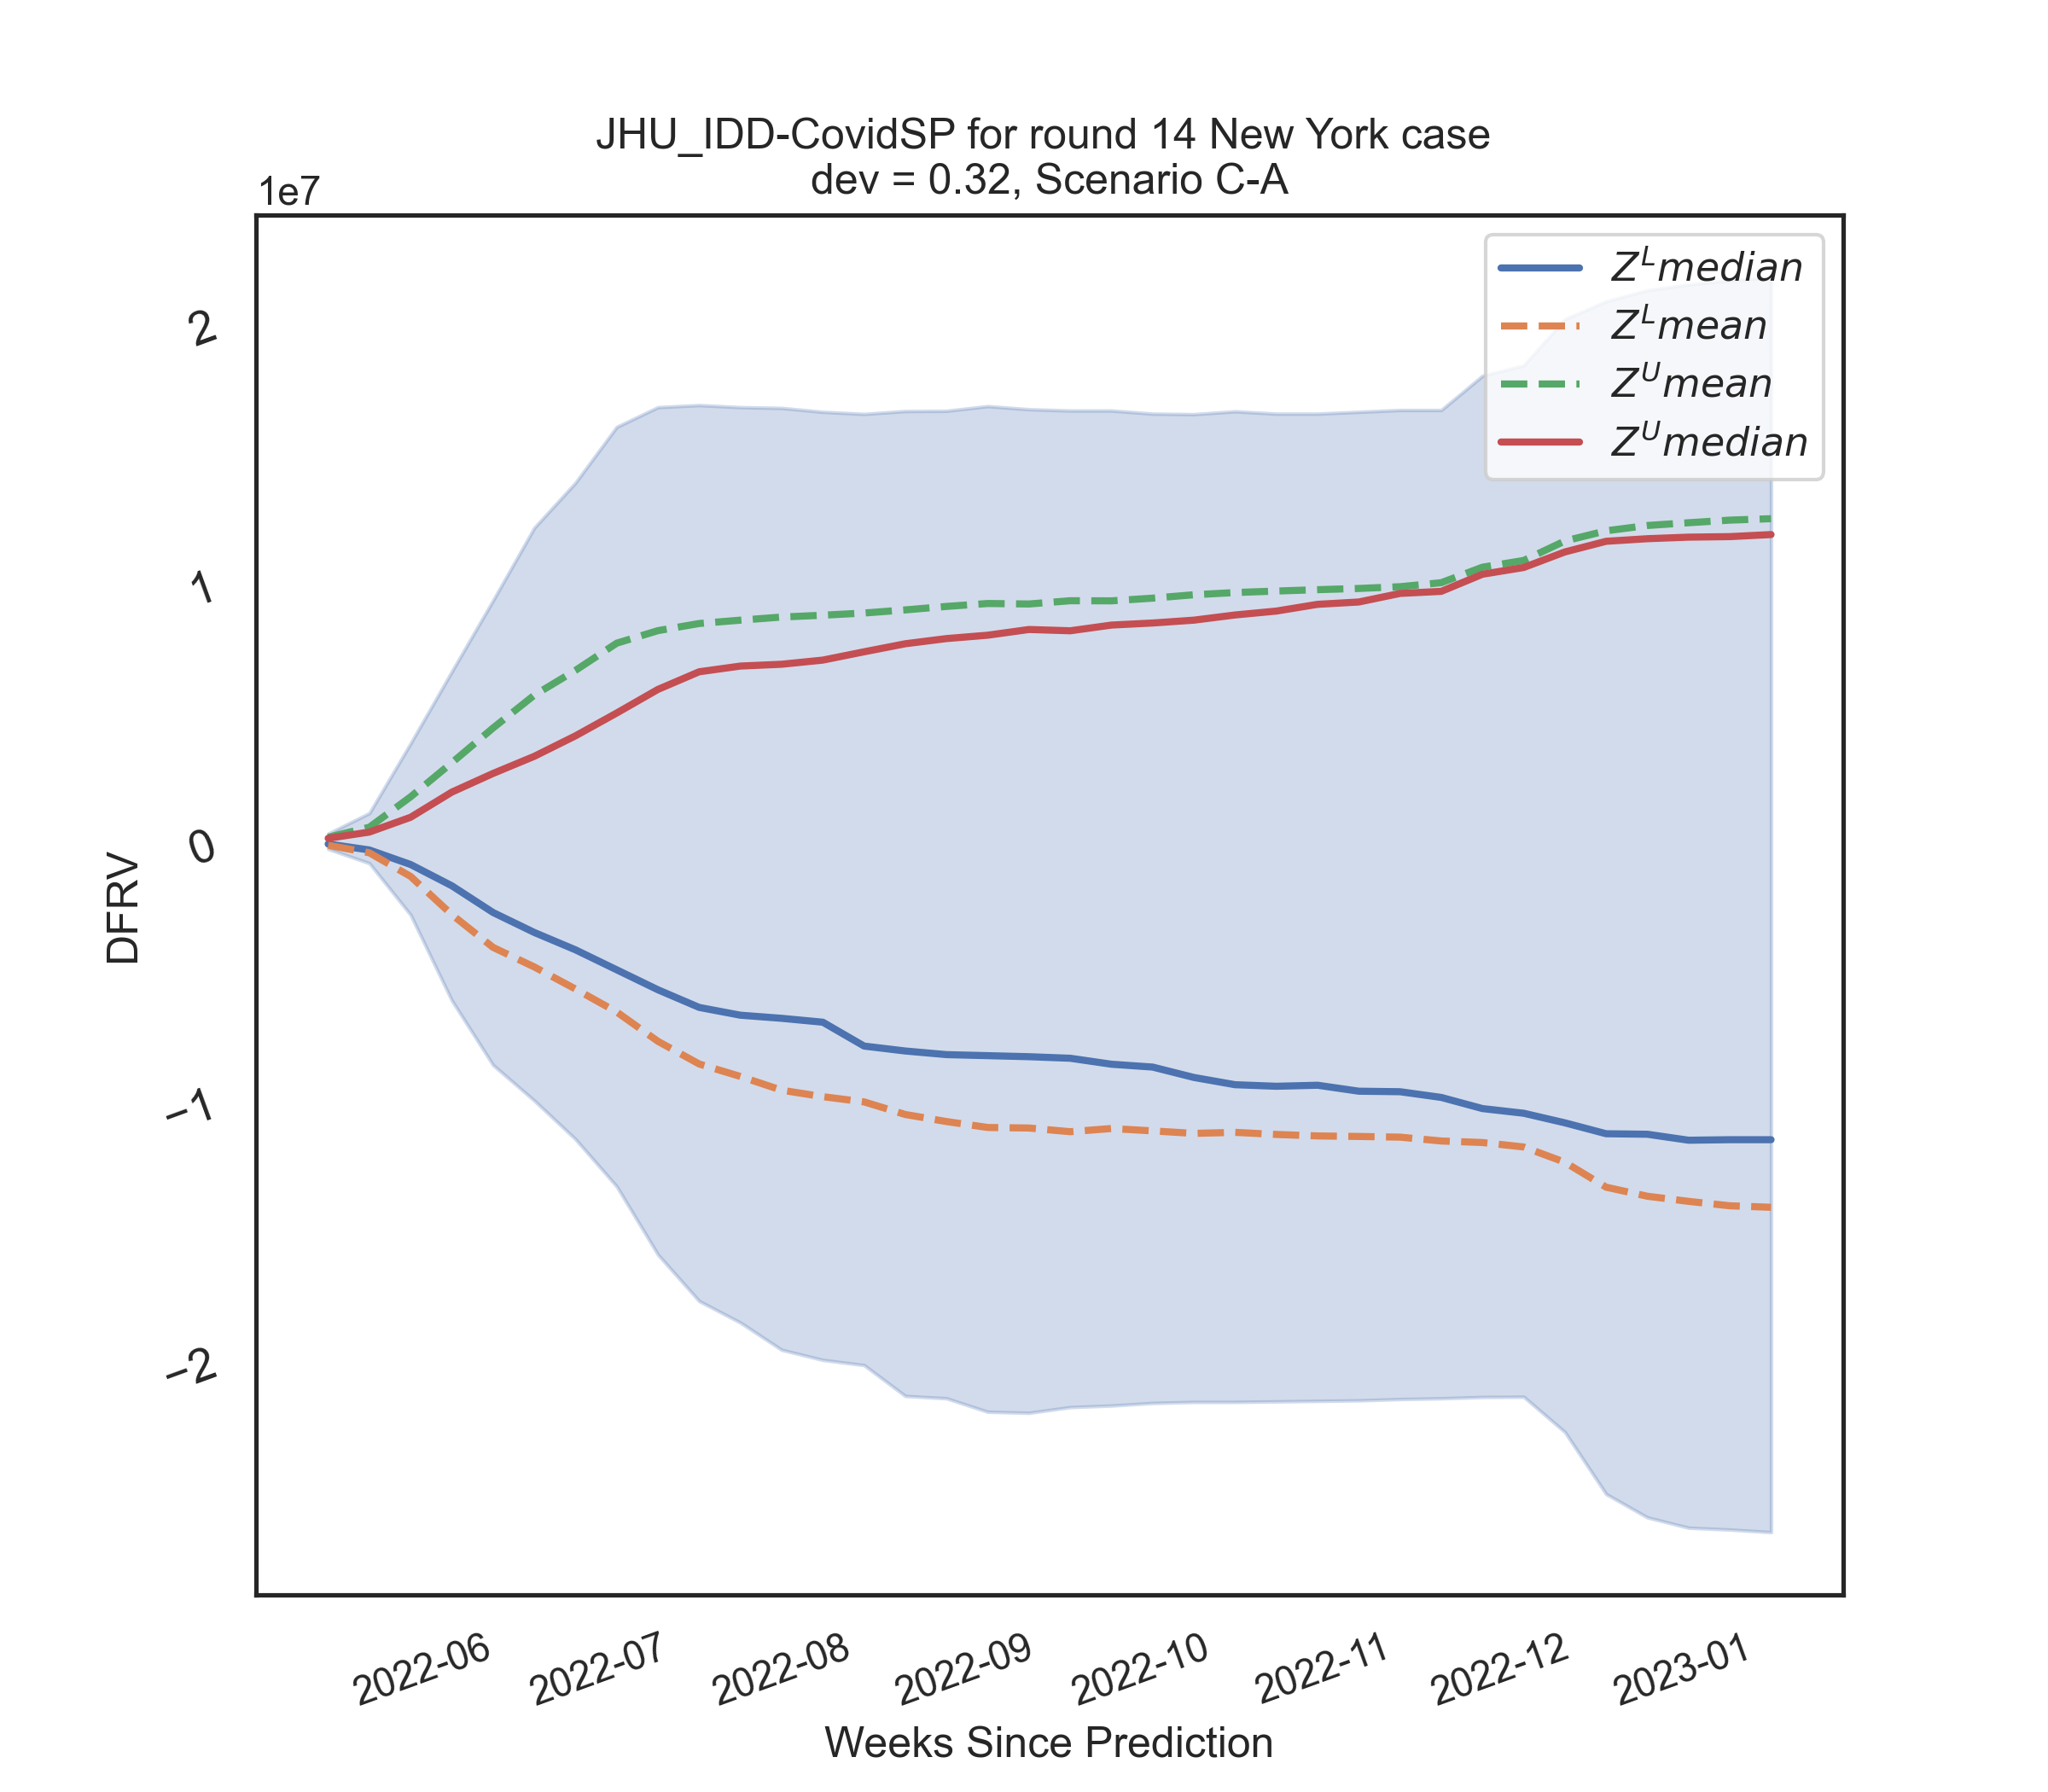 JHU_IDD-CovidSP for round 14 New York case
dev = 0.32, Scenario C-A
1e7
Z^L median
Z^L mean
Z^U mean
Z^U median
2
1
0
−1
−2
DFRV
2022-06
2022-07
2022-08
2022-09
2022-10
2022-11
2022-12
2023-01
Weeks Since Prediction